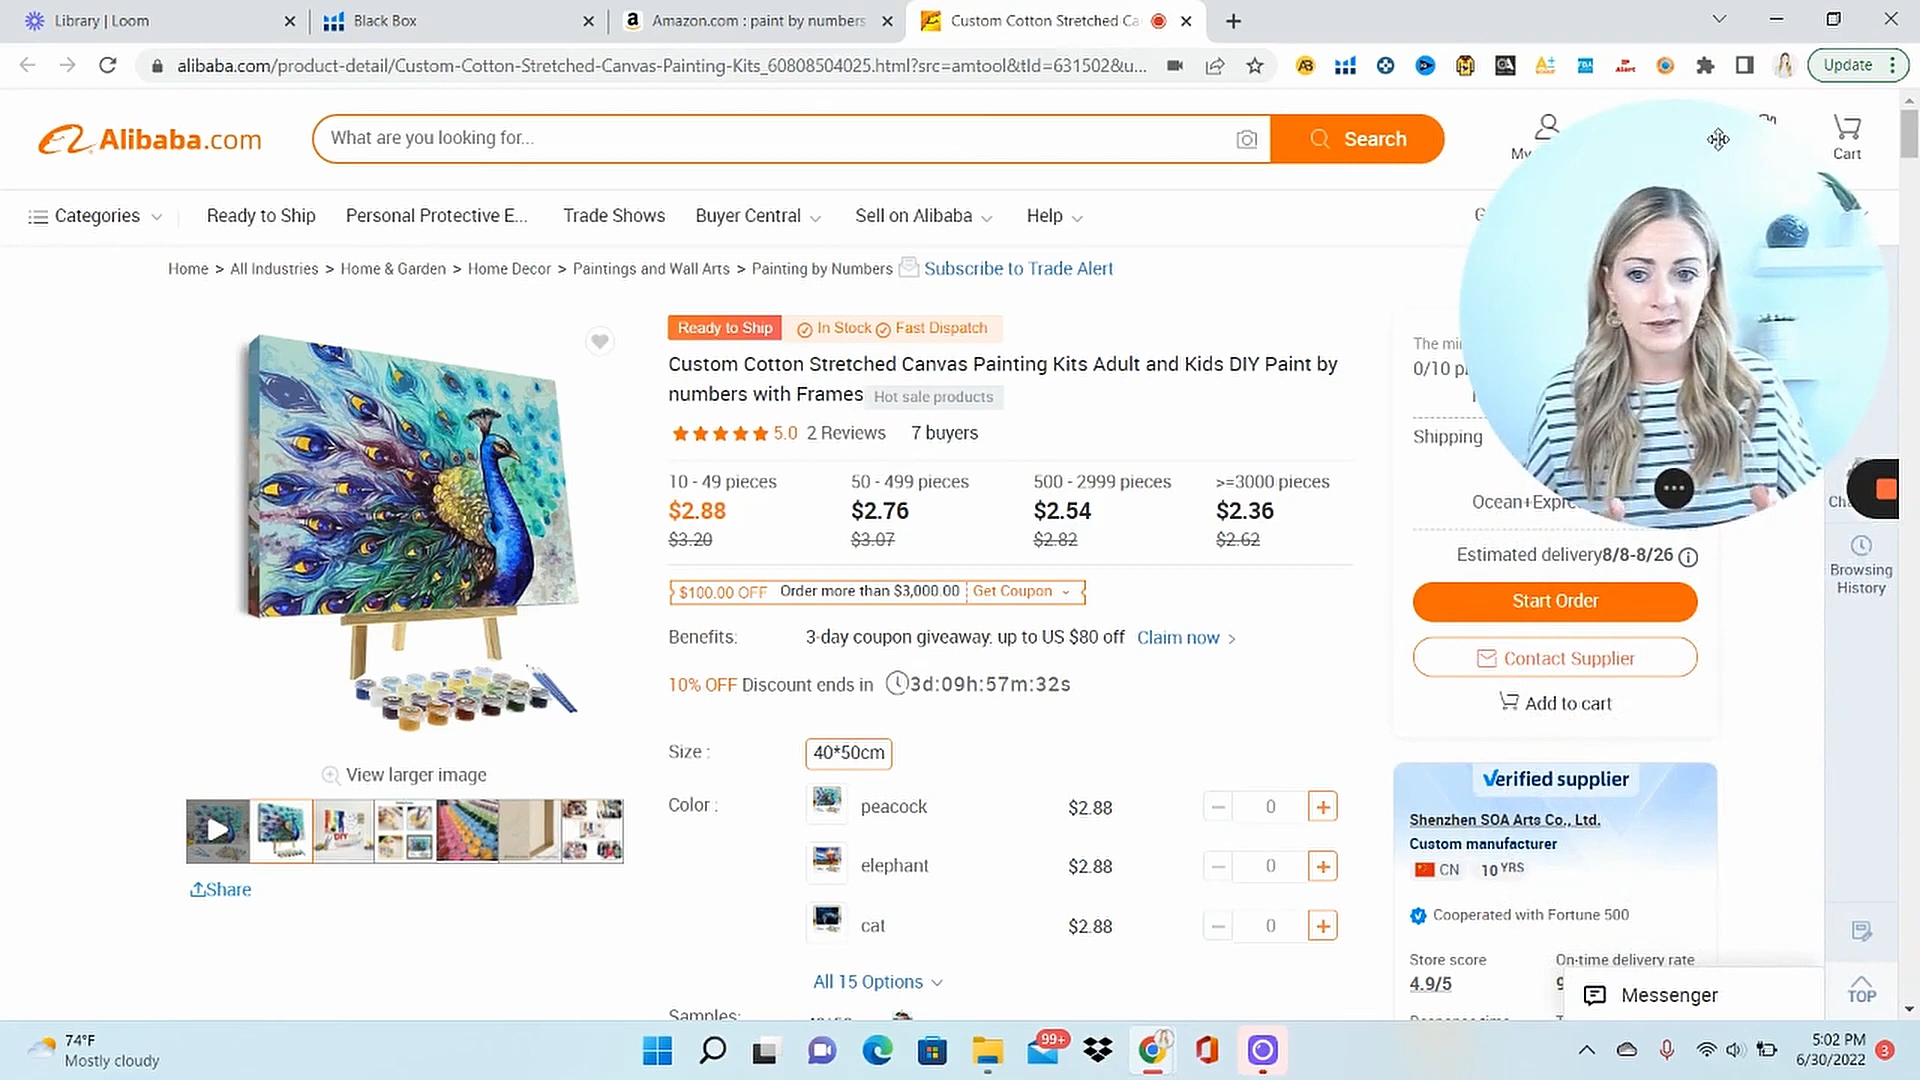 Library | Loom
Black Box
Amazon.com : paint by numbers
Custom Cotton Stretched Ca
alibaba.com/product-detail/Custom-Cotton-Stretched-Canvas-Painting-Kits_60808504025.html?src=amtool&tId=631502&u...
Update
Alibaba.com
What are you looking for...
Search
My
Cart
Categories
Ready to Ship
Personal Protective E...
Trade Shows
Buyer Central
Sell on Alibaba
Help
Home > All Industries > Home & Garden > Home Decor > Paintings and Wall Arts > Painting by Numbers
Subscribe to Trade Alert
Ready to Ship
In Stock
Fast Dispatch
Custom Cotton Stretched Canvas Painting Kits Adult and Kids DIY Paint by
numbers with Frames
Hot sale products
5.0 2 Reviews 7 buyers
10 - 49 pieces 50 - 499 pieces 500 - 2999 pieces >=3000 pieces
$2.88 $2.76 $2.54 $2.36
$3.20 $3.07 $2.82 $2.62
$100.00 OFF Order more than $3,000.00 Get Coupon
Benefits: 3-day coupon giveaway. up to US $80 off Claim now >
10% OFF Discount ends in 3d:09h:57m:32s
Size : 40*50cm
Color : peacock $2.88 0
elephant $2.88 0
cat $2.88 0
All 15 Options
Samples:
View larger image
Share
The mi
0/10
Shipping
Ocean+Expre
Estimated delivery8/8-8/26
Start Order
Contact Supplier
Add to cart
Verified supplier
Shenzhen SOA Arts Co., Ltd.
Custom manufacturer
CN 10 YRS
Cooperated with Fortune 500
Store score On-time delivery rate
4.9/5
Messenger
Browsing
History
TOP
74°F
Mostly cloudy
99+
5:02 PM
6/30/2022
3